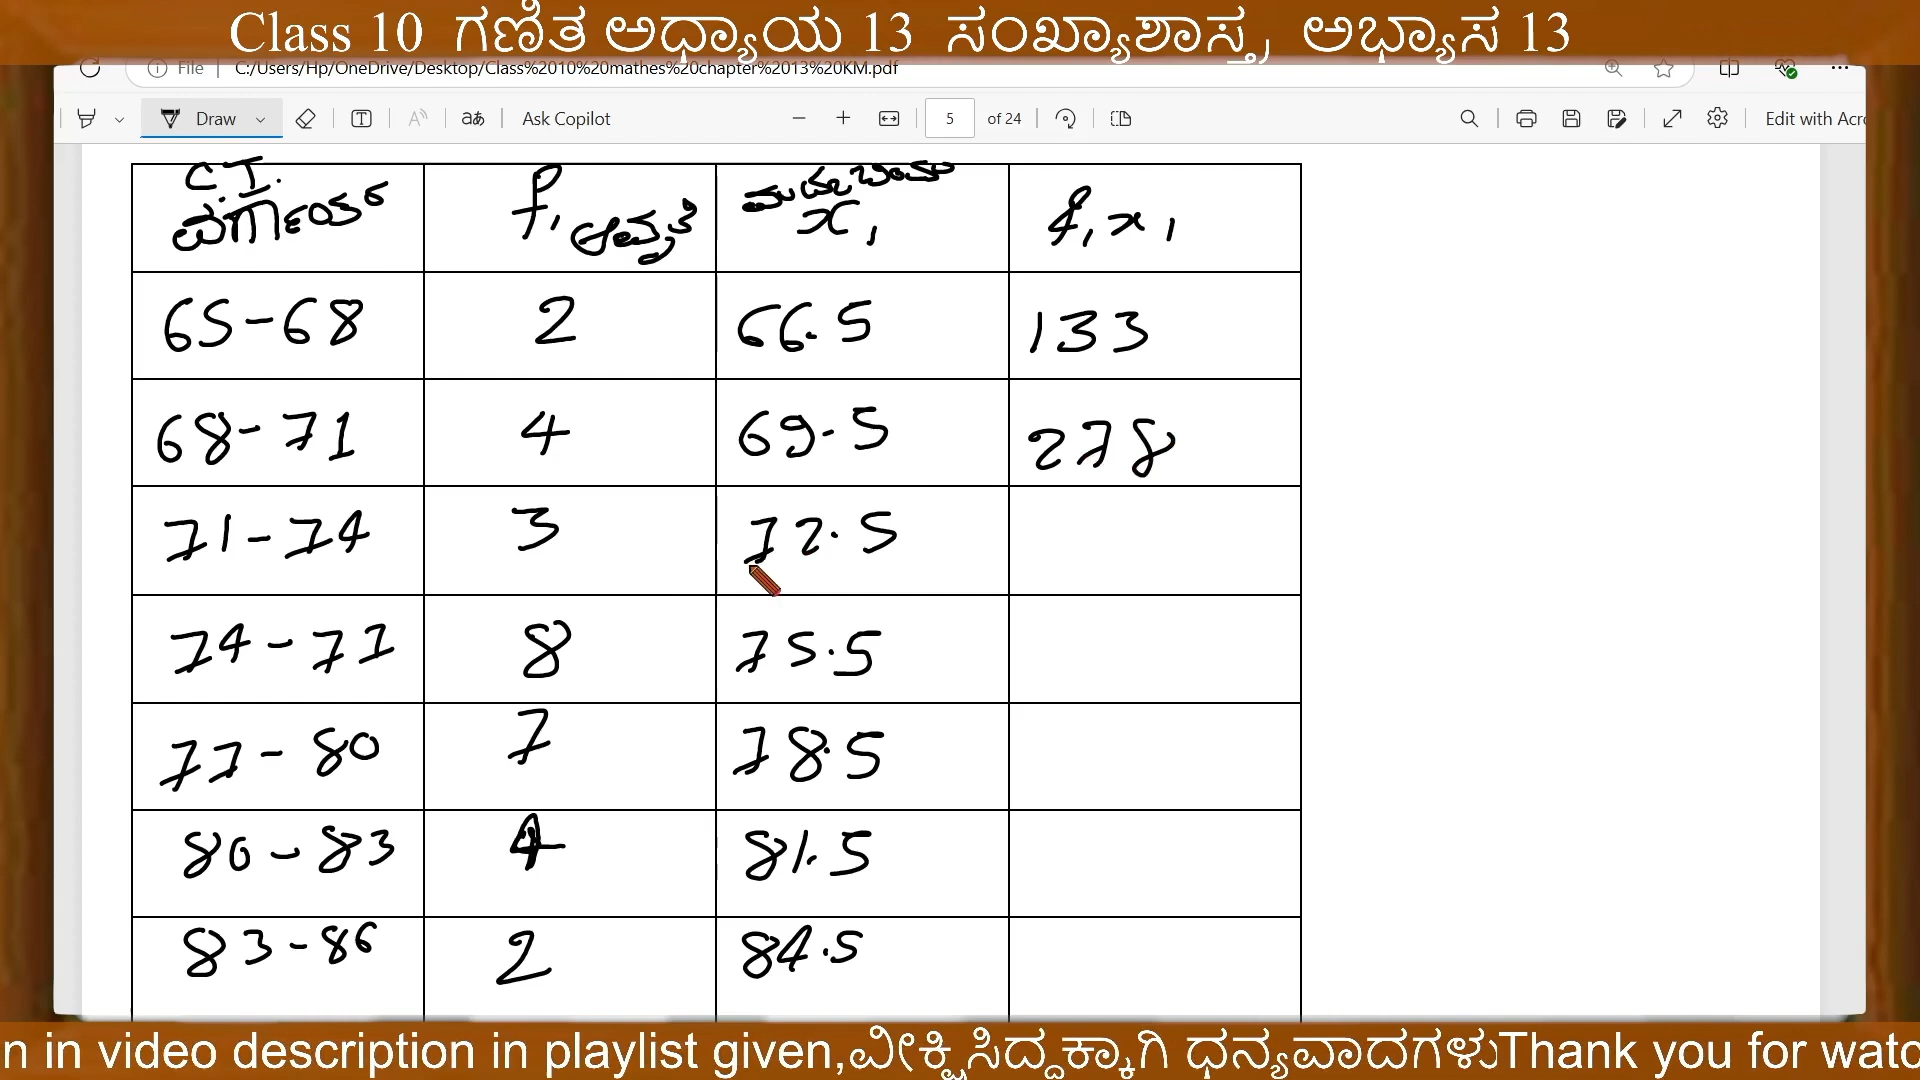 Class 10 ಗಣಿತ ಅಧ್ಯಾಯ 13 ಸಂಖ್ಯಾಶಾಸ್ತ್ರ, ಅಭ್ಯಾಸ 13
File C:/Users/Hp/OneDrive/Desktop/Class%2010%20mathes%20chapter%2013%20KM.pdf
Draw Ask Copilot 5 of 24 Edit with Acro
C.I. f₁ x₁ f₁x₁
65-68 2 66.5 133
68-71 4 69.5 278
71-74 3 72.5
74-77 8 75.5
77-80 7 78.5
80-83 4 81.5
83-86 2 84.5
n in video description in playlist given,ವೀಕ್ಷಿಸಿದ್ದಕ್ಕಾಗಿ ಧನ್ಯವಾದಗಳುThank you for watc